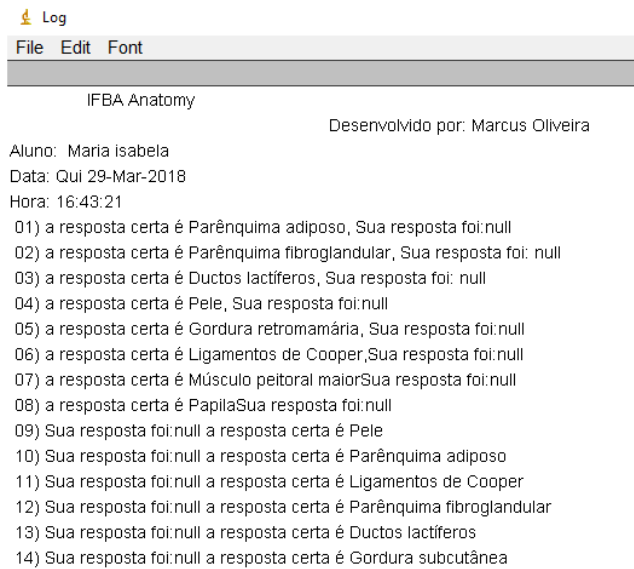 Log
File Edit Font
IFBA Anatomy
Desenvolvido por: Marcus Oliveira
Aluno: Maria isabela
Data: Qui 29-Mar-2018
Hora: 16:43:21
01) a resposta certa é Parênquima adiposo, Sua resposta foi:null
02) a resposta certa é Parênquima fibroglandular, Sua resposta foi: null
03) a resposta certa é Ductos lactíferos, Sua resposta foi: null
04) a resposta certa é Pele, Sua resposta foi:null
05) a resposta certa é Gordura retromamária, Sua resposta foi:null
06) a resposta certa é Ligamentos de Cooper,Sua resposta foi:null
07) a resposta certa é Músculo peitoral maiorSua resposta foi:null
08) a resposta certa é PapilaSua resposta foi:null
09) Sua resposta foi:null a resposta certa é Pele
10) Sua resposta foi:null a resposta certa é Parênquima adiposo
11) Sua resposta foi:null a resposta certa é Ligamentos de Cooper
12) Sua resposta foi:null a resposta certa é Parênquima fibroglandular
13) Sua resposta foi:null a resposta certa é Ductos lactíferos
14) Sua resposta foi:null a resposta certa é Gordura subcutânea